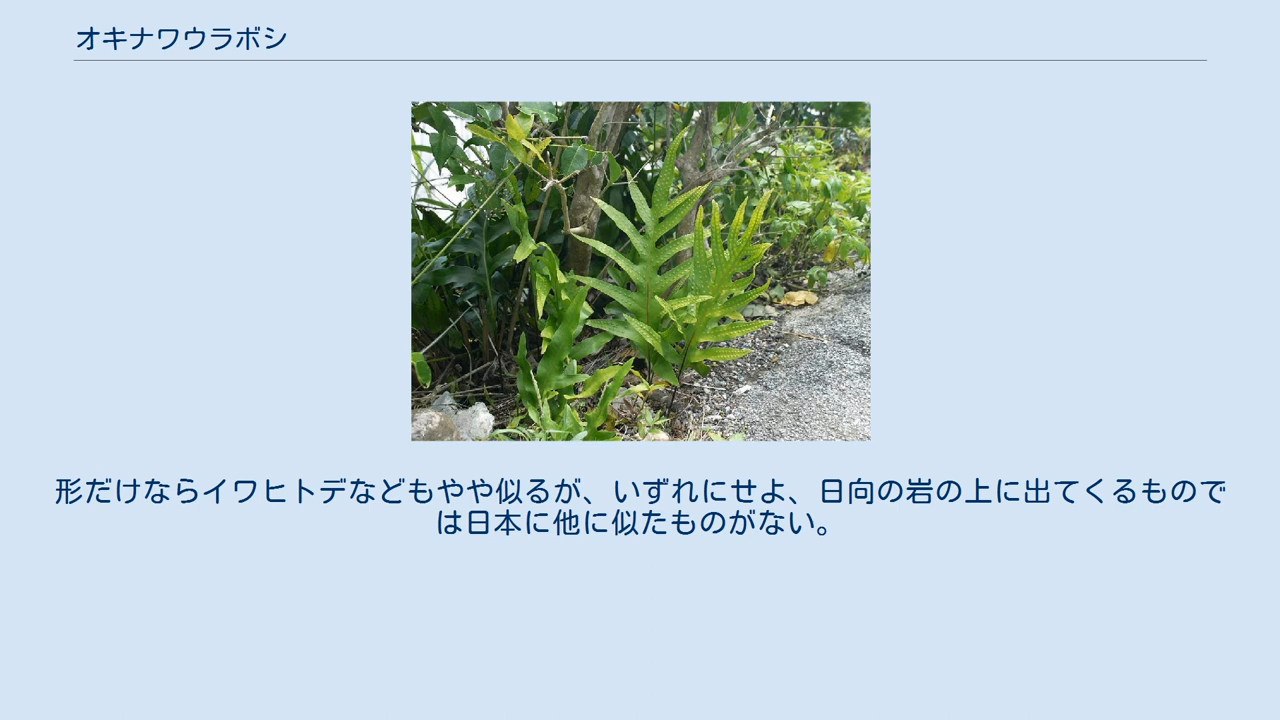 オキナワウラボシ
形だけならイワヒトデなどもやや似るが、いずれにせよ、日向の岩の上に出てくるもので
は日本に他に似たものがない。